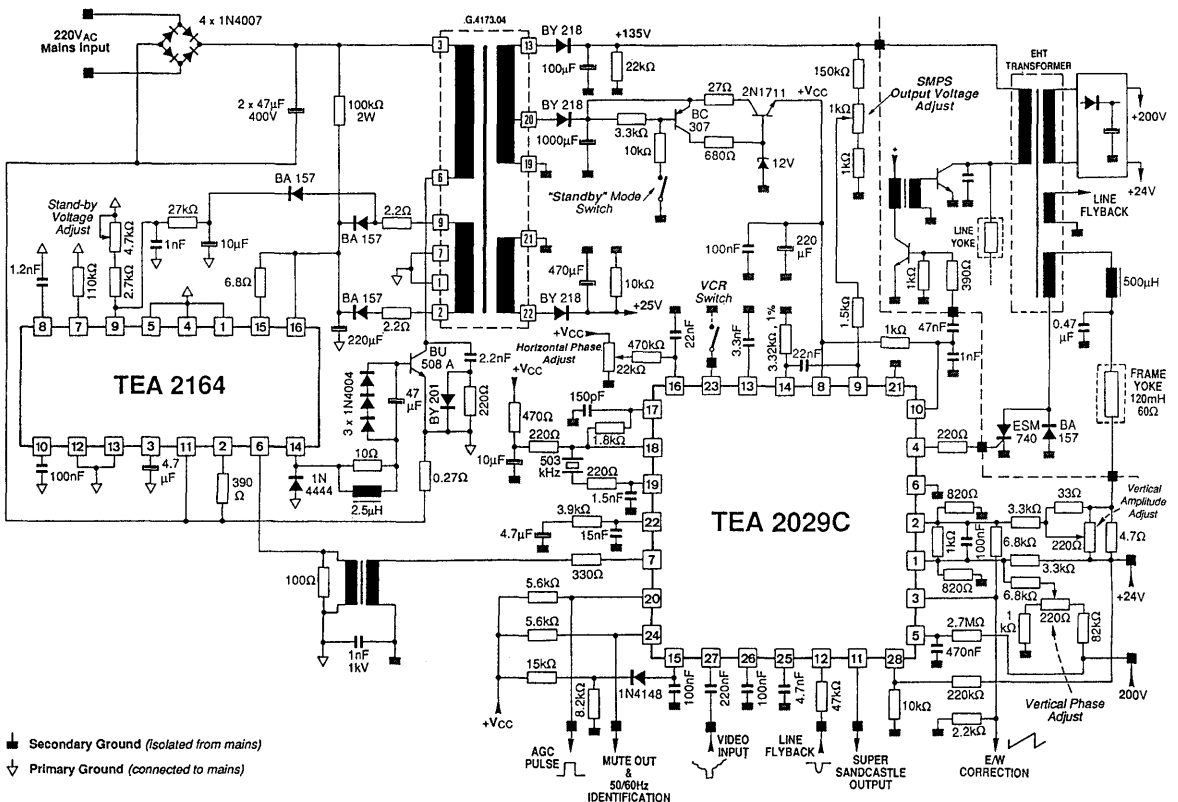 220VAC
Mains Input
4 x 1N4007
2 x 47µF
400V
100kΩ
2W
.G.4173.04
3
6
9
7
1
2
13
20
19
21
22
BY 218
+135V
100µF
22kΩ
BY 218
1000µF
3.3kΩ
10kΩ
BC
307
27Ω
680Ω
2N1711
+VCC
12V
"Standby" Mode
Switch
150kΩ
1kΩ
1kΩ
SMPS
Output Voltage
Adjust
EHT
TRANSFORMER
+200V
+24V
LINE
FLYBACK
LINE
YOKE
+
1kΩ
390Ω
500µH
0.47
µF
FRAME
YOKE
120mH
60Ω
Stand-by
Voltage
Adjust
4.7kΩ
2.7kΩ
27kΩ
1nF
10µF
BA 157
BA 157
2.2Ω
6.8Ω
1.2nF
110kΩ
BA 157
2.2Ω
220µF
8
7
9
5
4
1
15
16
TEA 2164
10
12
13
3
11
2
6
14
100nF
4.7
µF
390
Ω
1N
4444
10Ω
2.5µH
3 x 1N4004
47
µF
BU
508 A
BY 201
2.2nF
220Ω
0.27Ω
100Ω
1nF
1kV
470µF
10kΩ
BY 218
+25V
+VCC
Horizontal Phase
Adjust
22kΩ
470kΩ
22nF
VCR
Switch
100nF
220
µF
3.3nF
3.32kΩ, 1%
22nF
1.5kΩ
1kΩ
47nF
1nF
+VCC
470Ω
10µF
220Ω
150pF
1.8kΩ
503
kHz
220Ω
1.5nF
3.9kΩ
4.7µF
15nF
330Ω
5.6kΩ
5.6kΩ
15kΩ
8.2kΩ
1N4148
+VCC
16
23
13
14
8
9
21
17
18
19
22
7
20
24
10
4
6
2
1
3
5
TEA 2029C
15
27
26
25
12
11
28
100nF
220nF
100nF
4.7nF
47kΩ
10kΩ
220Ω
ESM
740
BA
157
820Ω
1kΩ
100nF
820Ω
3.3kΩ
6.8kΩ
33Ω
220Ω
4.7Ω
Vertical
Amplitude
Adjust
3.3kΩ
6.8kΩ
+24V
1
kΩ
220Ω
82kΩ
2.7MΩ
470nF
220kΩ
2.2kΩ
200V
Vertical Phase
Adjust
AGC
PULSE
MUTE OUT
&
50/60Hz
IDENTIFICATION
VIDEO
INPUT
LINE
FLYBACK
SUPER
SANDCASTLE
OUTPUT
E/W
CORRECTION
Secondary Ground (isolated from mains)
Primary Ground (connected to mains)